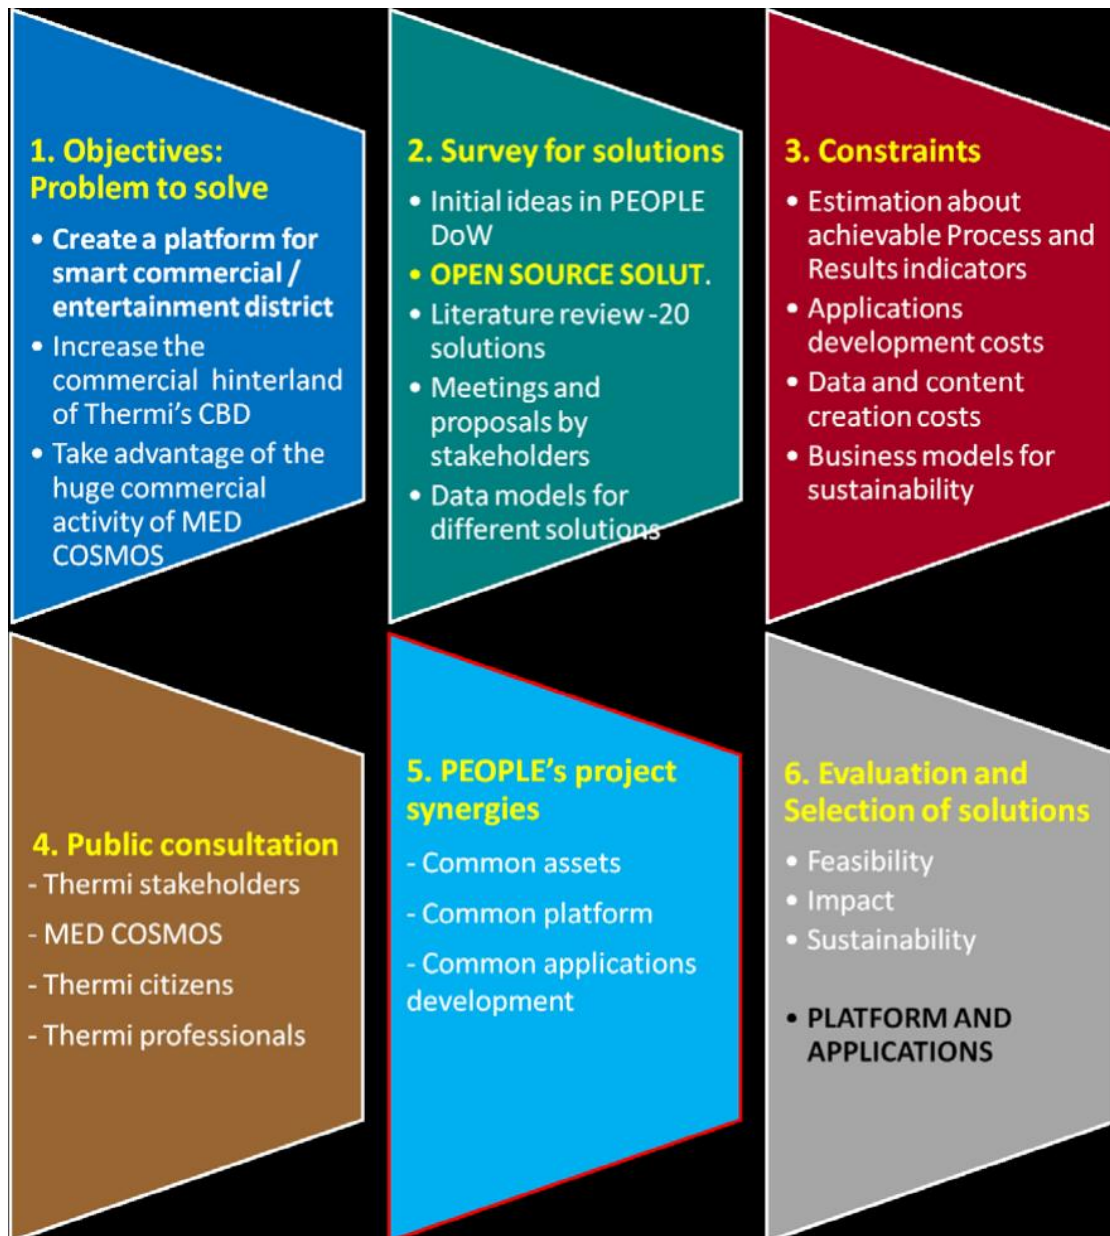 1. Objectives:
Problem to solve
• Create a platform for
smart commercial /
entertainment district
• Increase the
commercial hinterland
of Thermi's CBD
• Take advantage of the
huge commercial
activity of MED
COSMOS
2. Survey for solutions
• Initial ideas in PEOPLE
DoW
• OPEN SOURCE SOLUT.
• Literature review -20
solutions
• Meetings and
proposals by
stakeholders
• Data models for
different solutions
3. Constraints
• Estimation about
achievable Process and
Results indicators
• Applications
development costs
• Data and content
creation costs
• Business models for
sustainability
4. Public consultation
- Thermi stakeholders
- MED COSMOS
- Thermi citizens
- Thermi professionals
5. PEOPLE's project
synergies
- Common assets
- Common platform
- Common applications
development
6. Evaluation and
Selection of solutions
• Feasibility
• Impact
• Sustainability
• PLATFORM AND
APPLICATIONS